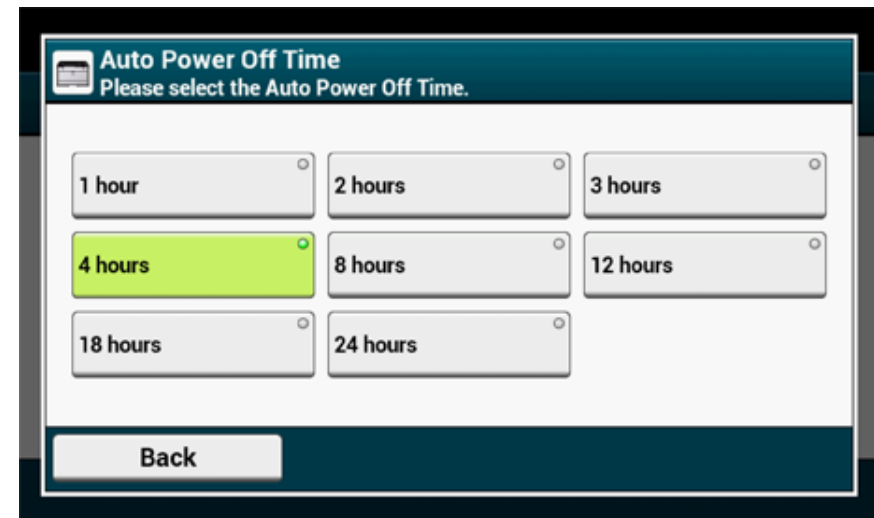 Auto Power Off Time
Please select the Auto Power Off Time.
1 hour
2 hours
3 hours
4 hours
8 hours
12 hours
18 hours
24 hours
Back